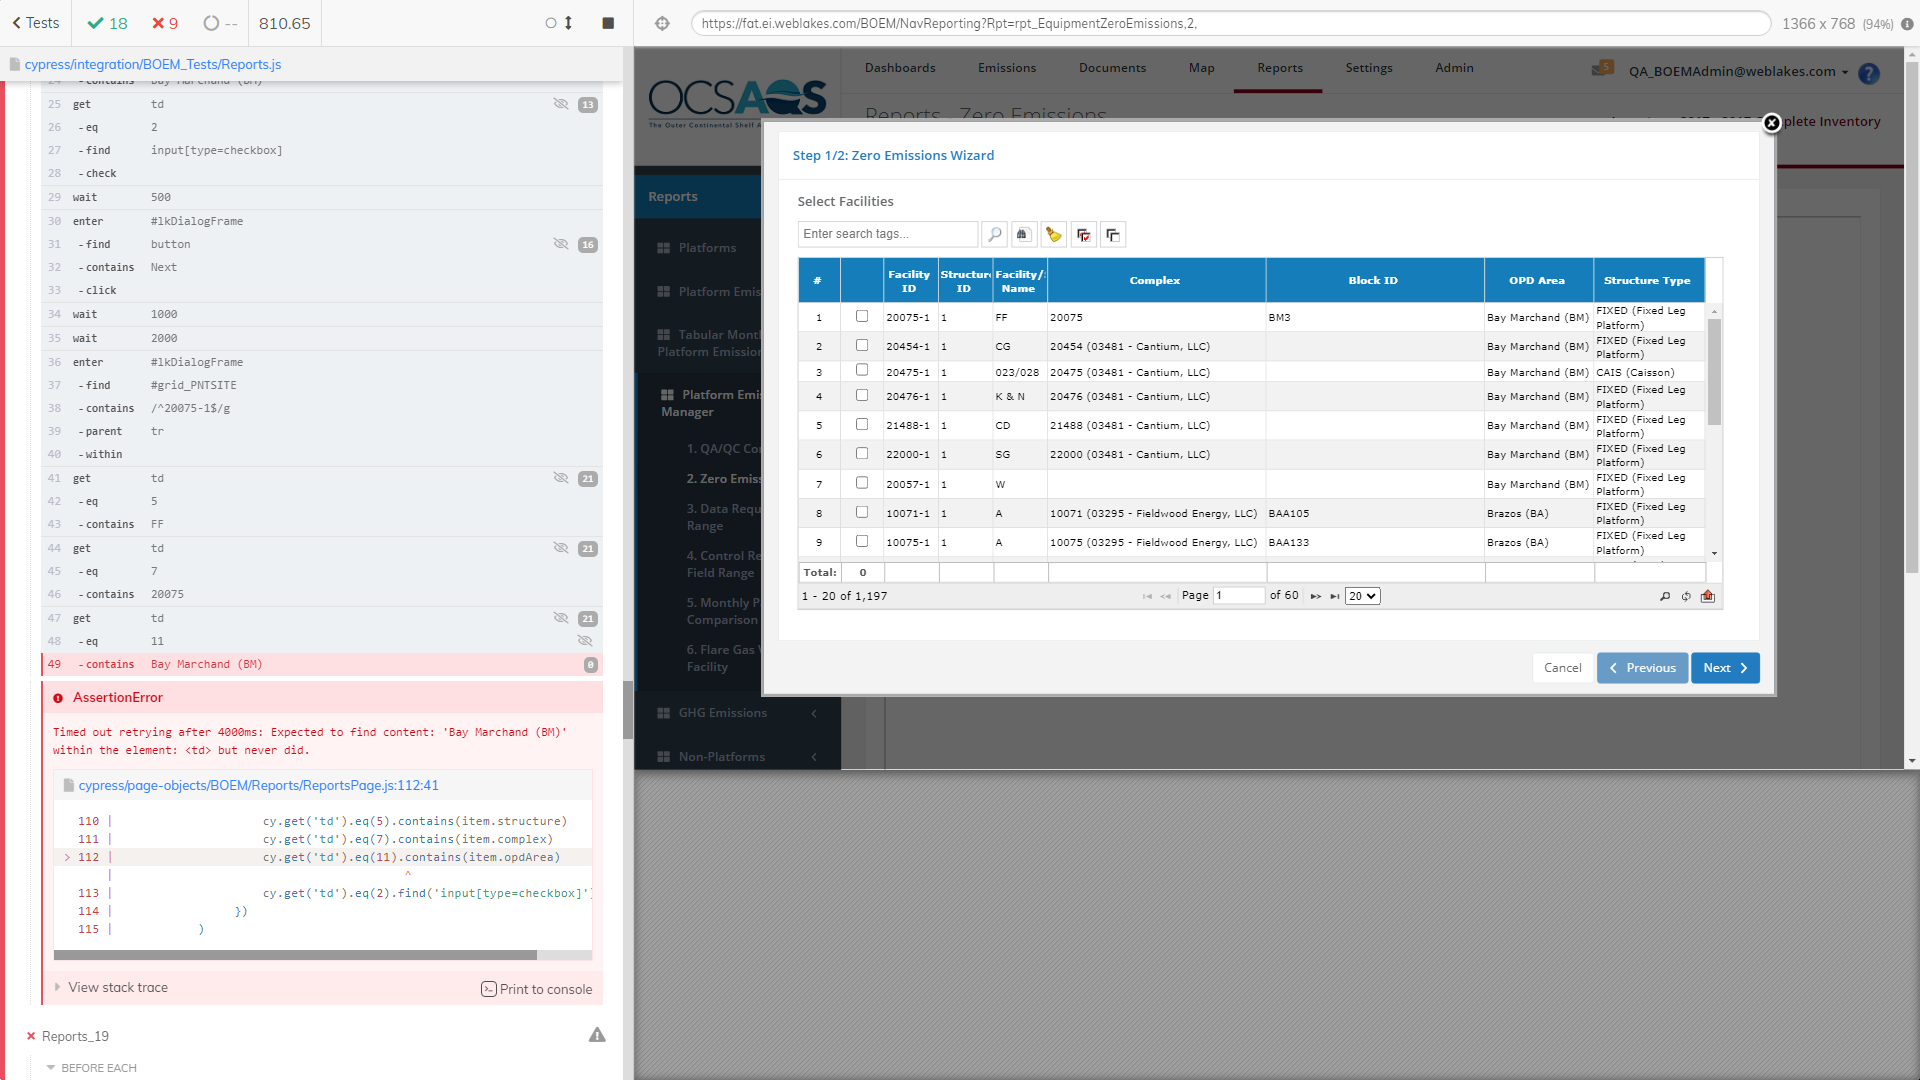 Tests
18
9
--
810.65
https://fat.ei.weblakes.com/BOEM/NavReporting?Rpt=rpt_EquipmentZeroEmissions,2,
1366 x 768 (94%)
cypress/integration/BOEM_Tests/Reports.js
24 -contains Bay Marchand (BM)
25 get td 13
26 -eq 2
27 -find input[type=checkbox]
28 -check
29 wait 500
30 enter #lkDialogFrame
31 -find button 16
32 -contains Next
33 -click
34 wait 1000
35 wait 2000
36 enter #lkDialogFrame
37 -find #grid_PNTSITE
38 -contains /^20075-1$/g
39 -parent tr
40 -within
41 get td 21
42 -eq 5
43 -contains FF
44 get td 21
45 -eq 7
46 -contains 20075
47 get td 21
48 -eq 11
49 -contains Bay Marchand (BM) 0
AssertionError
Timed out retrying after 4000ms: Expected to find content: 'Bay Marchand (BM)'
within the element: <td> but never did.
cypress/page-objects/BOEM/Reports/ReportsPage.js:112:41
110 | cy.get('td').eq(5).contains(item.structure)
111 | cy.get('td').eq(7).contains(item.complex)
> 112 | cy.get('td').eq(11).contains(item.opdArea)
| ^
113 | cy.get('td').eq(2).find('input[type=checkbox]')
114 | })
115 | )
View stack trace
Print to console
Reports_19
BEFORE EACH
OCSAQS
The Outer Continental Shelf A
Dashboards
Emissions
Documents
Map
Reports
Settings
Admin
5
QA_BOEMAdmin@weblakes.com
?
Reports - Zero Emissions
plete Inventory
Reports
Platforms
Platform Emis
Tabular Mont
Platform Emission
Platform Emi
Manager
1. QA/QC Co
2. Zero Emiss
3. Data Requ
Range
4. Control Re
Field Range
5. Monthly P
Comparison
6. Flare Gas V
Facility
GHG Emissions
Non-Platforms
Step 1/2: Zero Emissions Wizard
Select Facilities
Enter search tags...
# Facility ID Structure ID Facility/ Name Complex Block ID OPD Area Structure Type
1 20075-1 1 FF 20075 BM3 Bay Marchand (BM) FIXED (Fixed Leg Platform)
2 20454-1 1 CG 20454 (03481 - Cantium, LLC) Bay Marchand (BM) FIXED (Fixed Leg Platform)
3 20475-1 1 023/028 20475 (03481 - Cantium, LLC) Bay Marchand (BM) CAIS (Caisson)
4 20476-1 1 K & N 20476 (03481 - Cantium, LLC) Bay Marchand (BM) FIXED (Fixed Leg Platform)
5 21488-1 1 CD 21488 (03481 - Cantium, LLC) Bay Marchand (BM) FIXED (Fixed Leg Platform)
6 22000-1 1 SG 22000 (03481 - Cantium, LLC) Bay Marchand (BM) FIXED (Fixed Leg Platform)
7 20057-1 1 W Bay Marchand (BM) FIXED (Fixed Leg Platform)
8 10071-1 1 A 10071 (03295 - Fieldwood Energy, LLC) BAA105 Brazos (BA) FIXED (Fixed Leg Platform)
9 10075-1 1 A 10075 (03295 - Fieldwood Energy, LLC) BAA133 Brazos (BA) FIXED (Fixed Leg Platform)
Total: 0
1 - 20 of 1,197
Page 1 of 60
20
Cancel
Previous
Next